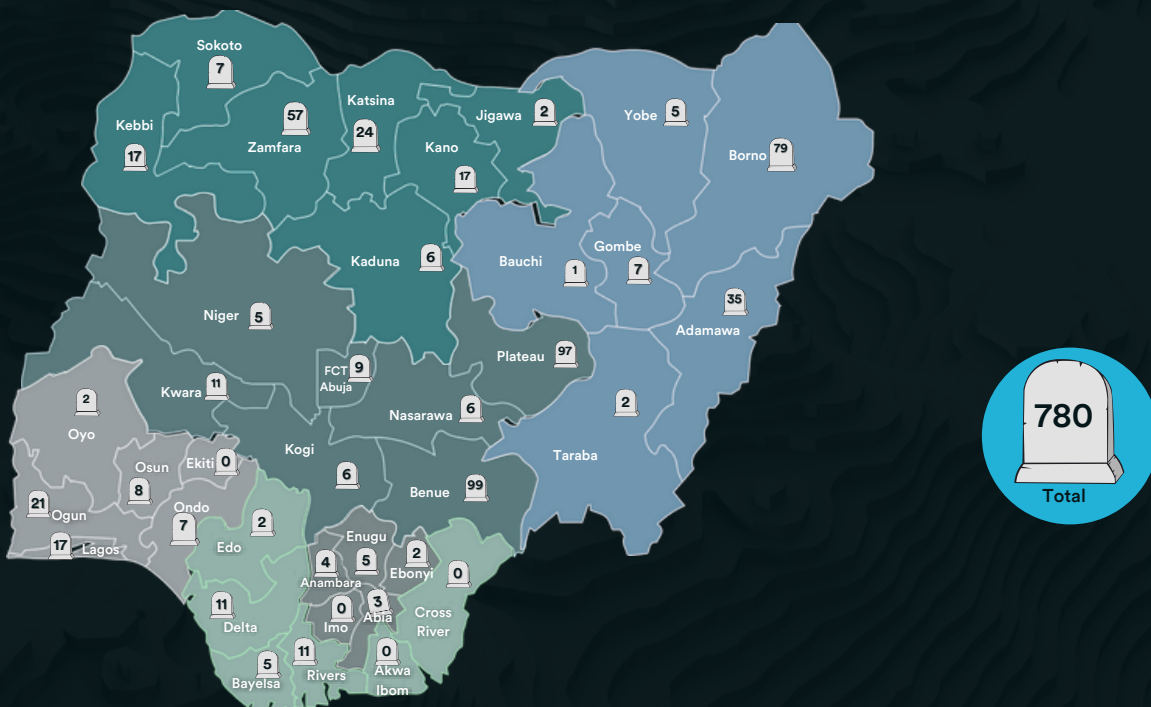 Sokoto
7
Kebbi
17
57
Zamfara
Katsina
24
Kano
17
Jigawa
2
Yobe
5
Borno
79
Kaduna
6
Bauchi
1
Gombe
7
35
Adamawa
Niger
5
Plateau
97
FCT
Abuja
9
Kwara
11
Nasarawa
6
2
Taraba
2
Oyo
Kogi
6
Benue
99
Osun
8
Ekiti
0
21
Ogun
Ondo
7
17
Lagos
2
Edo
Enugu
5
4
Anambara
2
Ebonyi
0
Cross
River
0
Imo
3
Abia
11
Delta
5
Bayelsa
11
Rivers
0
Akwa
Ibom
780
Total